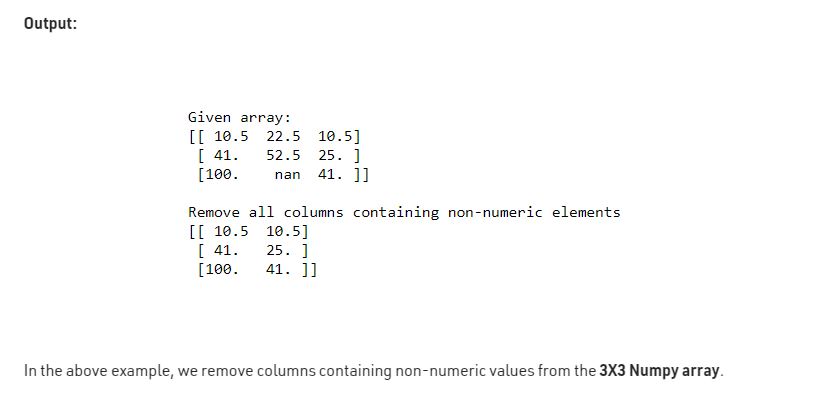 Output:
Given array:
[[ 10.5  22.5  10.5]
 [ 41.   52.5  25. ]
 [100.    nan  41. ]]
Remove all columns containing non-numeric elements
[[ 10.5  10.5]
 [ 41.   25. ]
 [100.   41. ]]
In the above example, we remove columns containing non-numeric values from the 3X3 Numpy array.